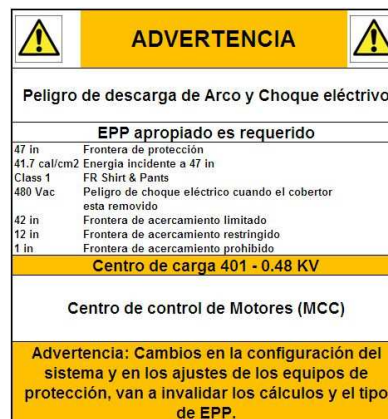 ADVERTENCIA
Peligro de descarga de Arco y Choque eléctrivo
EPP apropiado es requerido
47 in Frontera de protección
41.7 cal/cm2 Energia incidente a 47 in
Class 1 FR Shirt & Pants
480 Vac Peligro de choque eléctrico cuando el cobertor
esta removido
42 in Frontera de acercamiento limitado
12 in Frontera de acercamiento restringido
1 in Frontera de acercamiento prohibido
Centro de carga 401 - 0.48 KV
Centro de control de Motores (MCC)
Advertencia: Cambios en la configuración del
sistema y en los ajustes de los equipos de
protección, van a invalidar los cálculos y el tipo
de EPP.